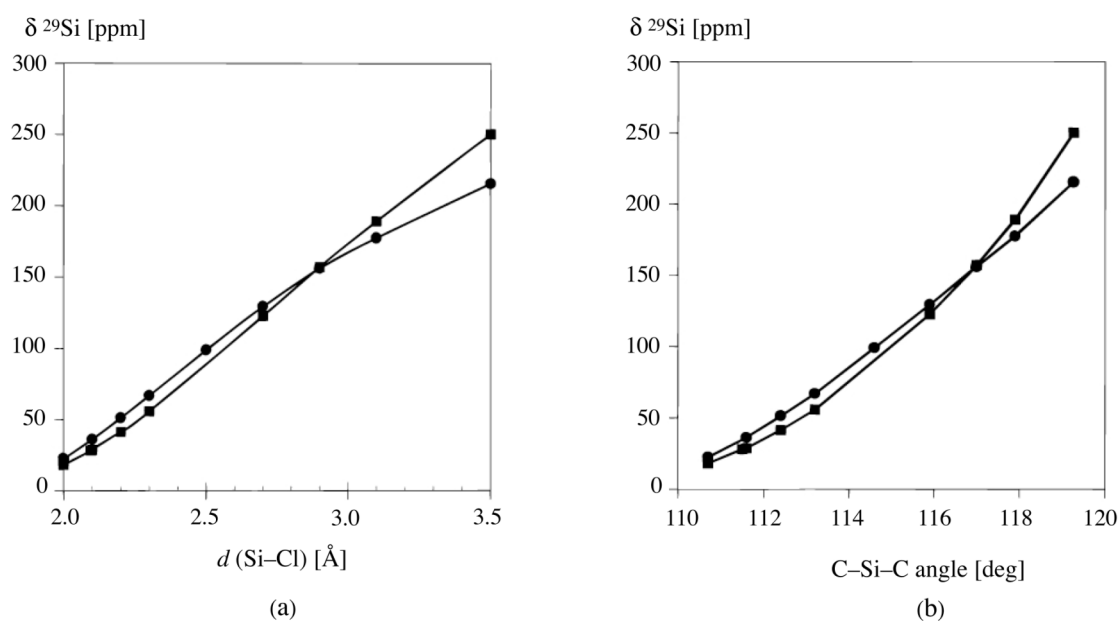 δ ²⁹Si [ppm]
300
250
200
150
100
50
0
2.0 2.5 3.0 3.5
d (Si–Cl) [Å]
(a)
δ ²⁹Si [ppm]
300
250
200
150
100
50
0
110 112 114 116 118 120
C–Si–C angle [deg]
(b)